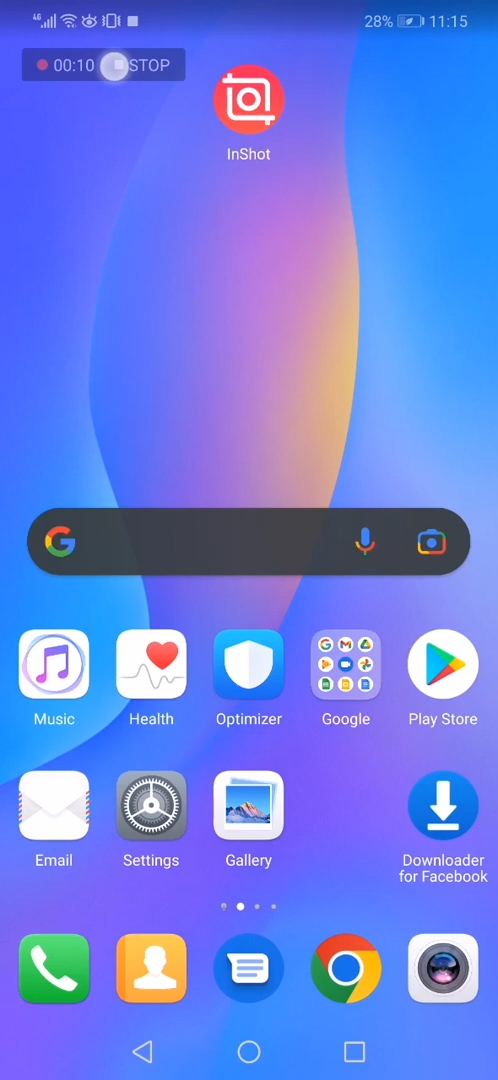 4G 28% 11:15
00:10 STOP
InShot
Music Health Optimizer Google Play Store
Email Settings Gallery Downloader for Facebook